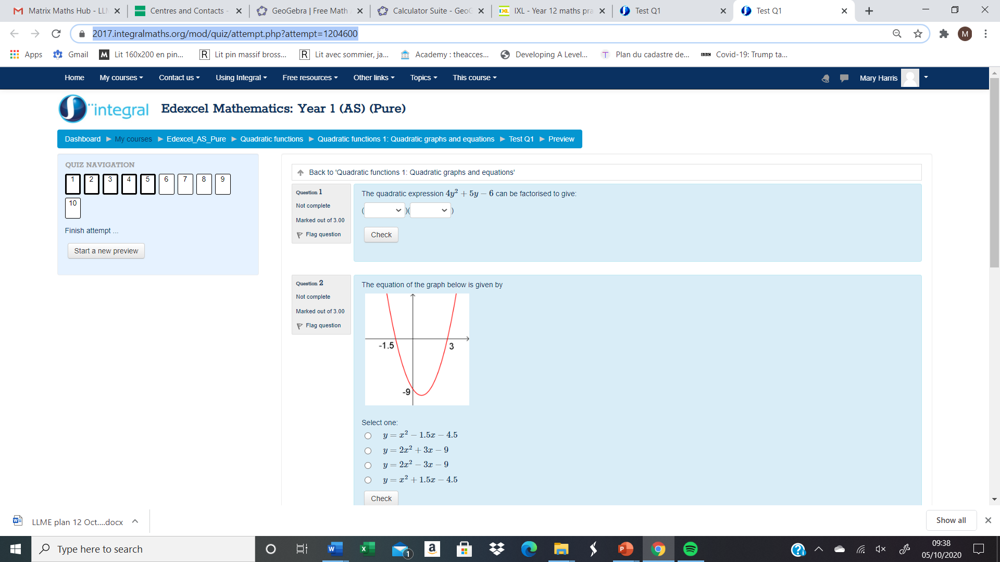 Matrix Maths Hub - LLM
Centres and Contacts -
GeoGebra | Free Math
Calculator Suite - GeoG
IXL - Year 12 maths pra
Test Q1
Test Q1
2017.integralmaths.org/mod/quiz/attempt.php?attempt=1204600
M
Apps
Gmail
M Lit 160x200 en pin...
R Lit pin massif bross...
R Lit avec sommier, ja...
Academy : theacces...
Developing A Level...
T Plan du cadastre de...
BBC Covid-19: Trump ta...
Home
My courses
Contact us
Using Integral
Free resources
Other links
Topics
This course
Mary Harris
integral
Edexcel Mathematics: Year 1 (AS) (Pure)
Dashboard ► My courses ► Edexcel_AS_Pure ► Quadratic functions ► Quadratic functions 1: Quadratic graphs and equations ► Test Q1 ► Preview
QUIZ NAVIGATION
1 2 3 4 5 6 7 8 9
10
Finish attempt ...
Start a new preview
Back to 'Quadratic functions 1: Quadratic graphs and equations'
Question 1
Not complete
Marked out of 3.00
Flag question
The quadratic expression 4y² + 5y − 6 can be factorised to give:
( )( )
Check
Question 2
Not complete
Marked out of 3.00
Flag question
The equation of the graph below is given by
-1.5
3
-9
Select one:
y = x² − 1.5x − 4.5
y = 2x² + 3x − 9
y = 2x² − 3x − 9
y = x² + 1.5x − 4.5
Check
LLME plan 12 Oct....docx
Show all
Type here to search
1
09:38
05/10/2020